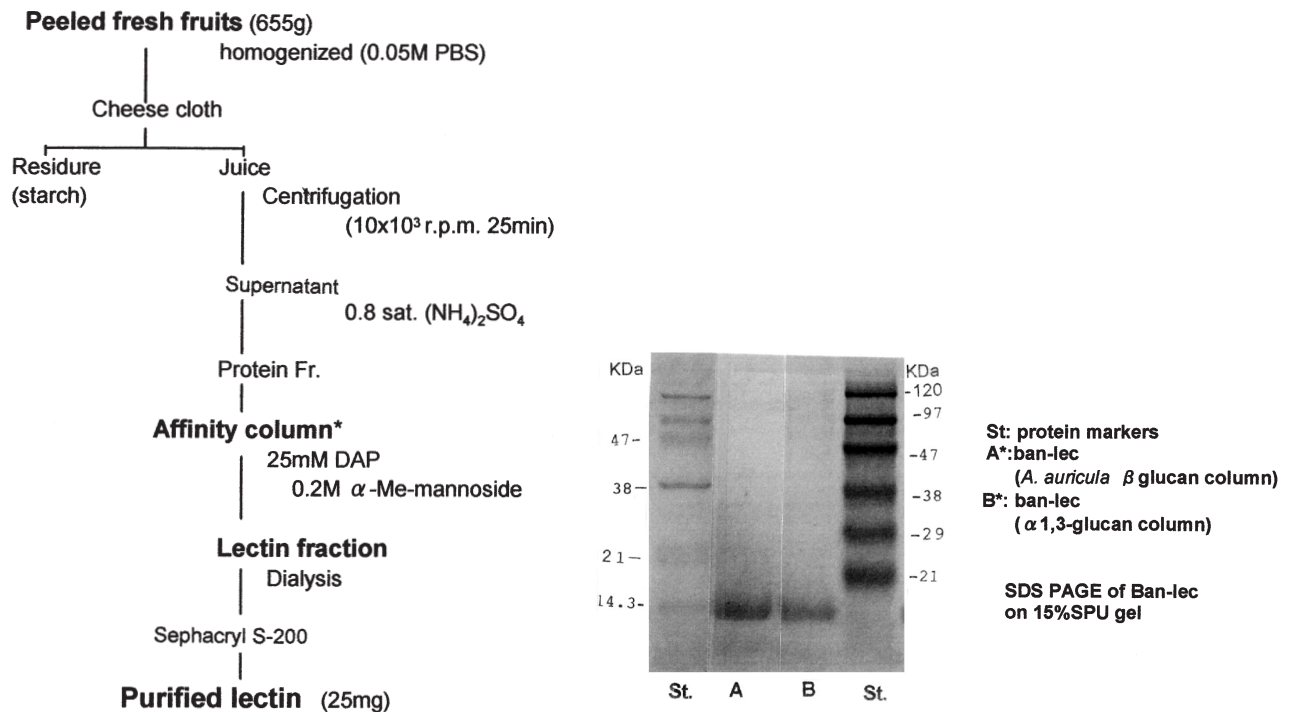 Peeled fresh fruits (655g)
homogenized (0.05M PBS)
Cheese cloth
Residure
(starch)
Juice
Centrifugation
(10x10³ r.p.m. 25min)
Supernatant
0.8 sat. (NH₄)₂SO₄
Protein Fr.
Affinity column*
25mM DAP
0.2M α-Me-mannoside
Lectin fraction
Dialysis
Sephacryl S-200
Purified lectin (25mg)
KDa
47-
38-
21-
14.3-
KDa
-120
-97
-47
-38
-29
-21
St. A B St.
St: protein markers
A*:ban-lec
(A. auricula β glucan column)
B*: ban-lec
(α1,3-glucan column)
SDS PAGE of Ban-lec
on 15%SPU gel